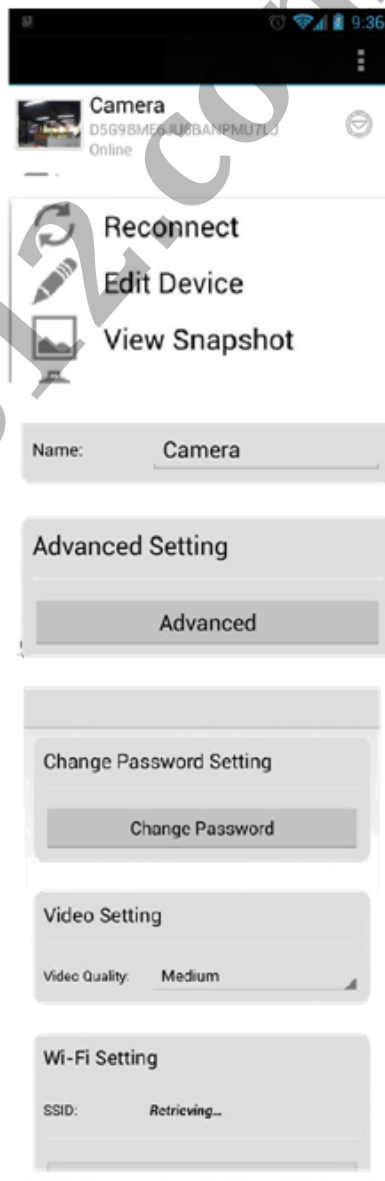 9:36
Camera
Online
Reconnect
Edit Device
View Snapshot
Name: Camera
Advanced Setting
Advanced
Change Password Setting
Change Password
Video Setting
Video Quality: Medium
Wi-Fi Setting
SSID: Retrieving...